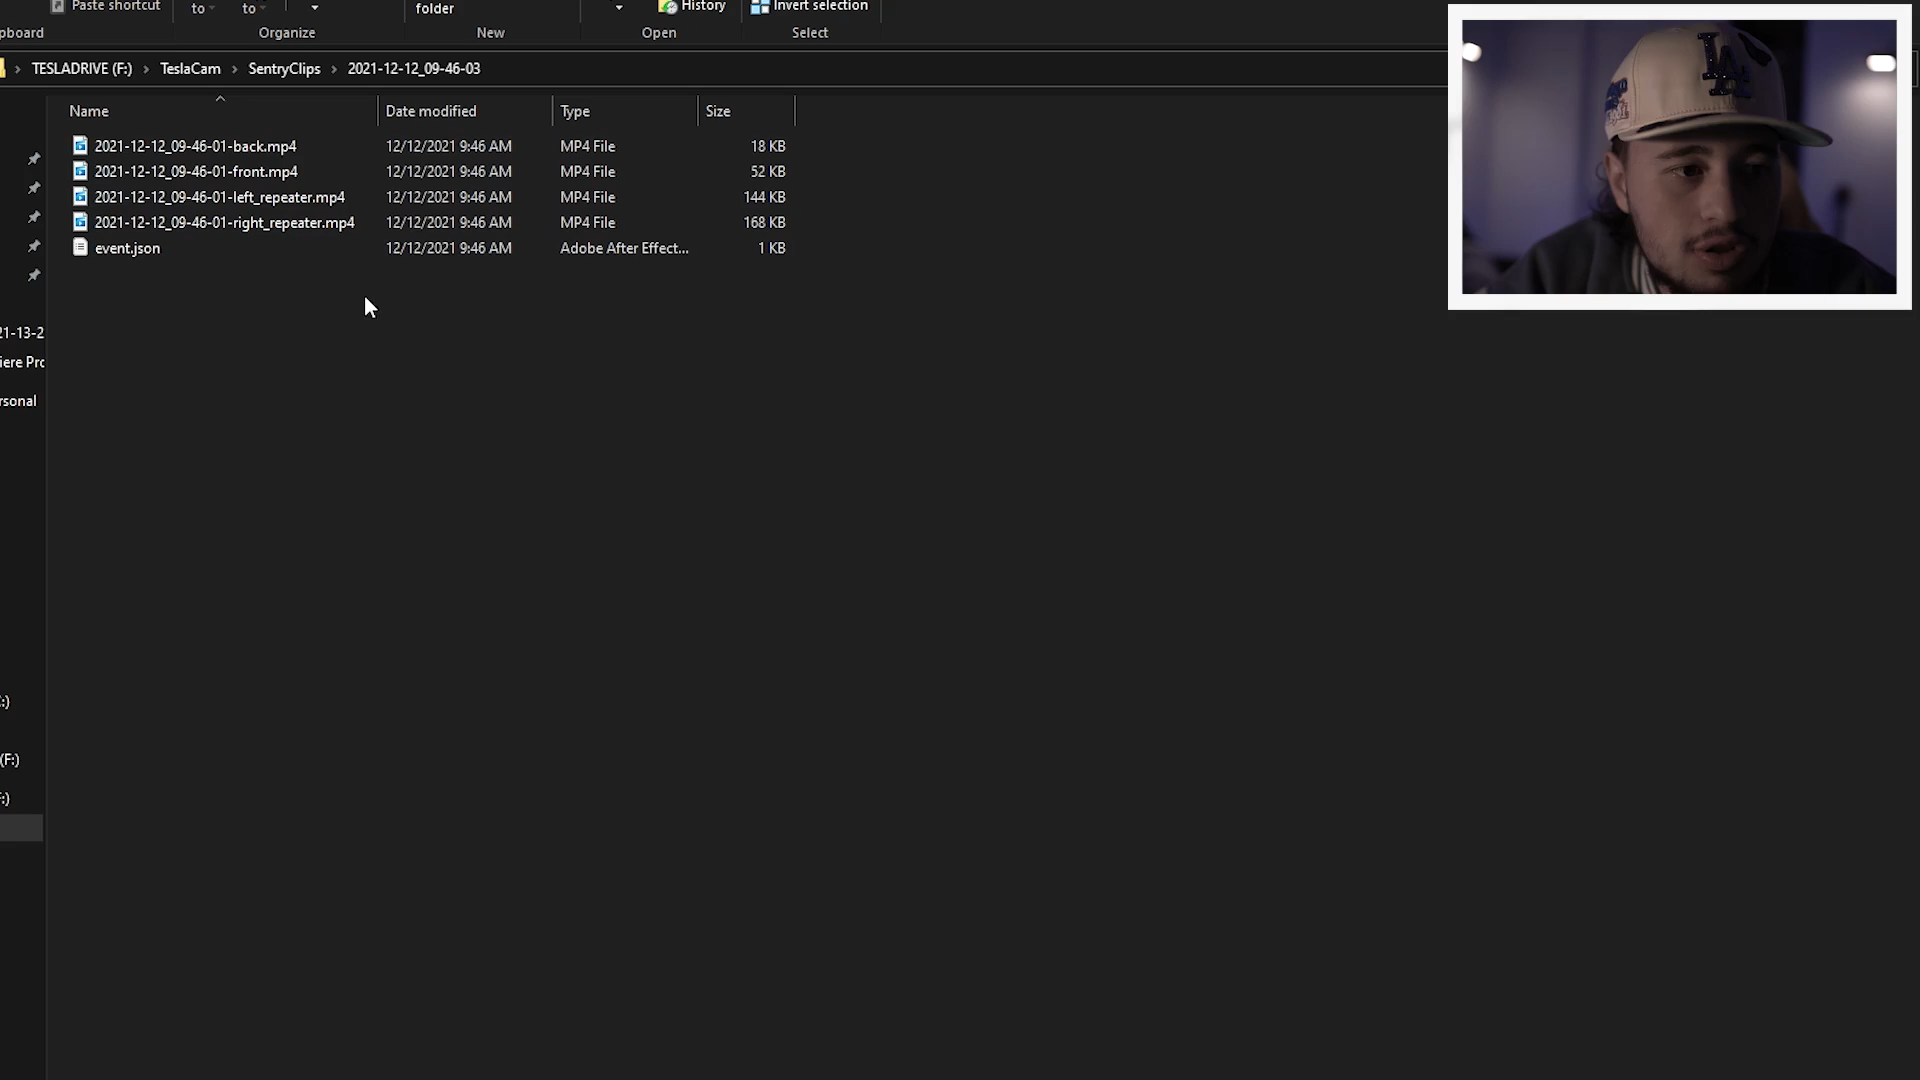 Paste shortcut
to
to
folder
History
Invert selection
pboard
Organize
New
Open
Select
TESLADRIVE (F:) › TeslaCam › SentryClips › 2021-12-12_09-46-03
Name Date modified Type Size
2021-12-12_09-46-01-back.mp4 12/12/2021 9:46 AM MP4 File 18 KB
2021-12-12_09-46-01-front.mp4 12/12/2021 9:46 AM MP4 File 52 KB
2021-12-12_09-46-01-left_repeater.mp4 12/12/2021 9:46 AM MP4 File 144 KB
2021-12-12_09-46-01-right_repeater.mp4 12/12/2021 9:46 AM MP4 File 168 KB
event.json 12/12/2021 9:46 AM Adobe After Effect... 1 KB
21-13-2
iere Pro
rsonal
:)
(F:)
:)
LA